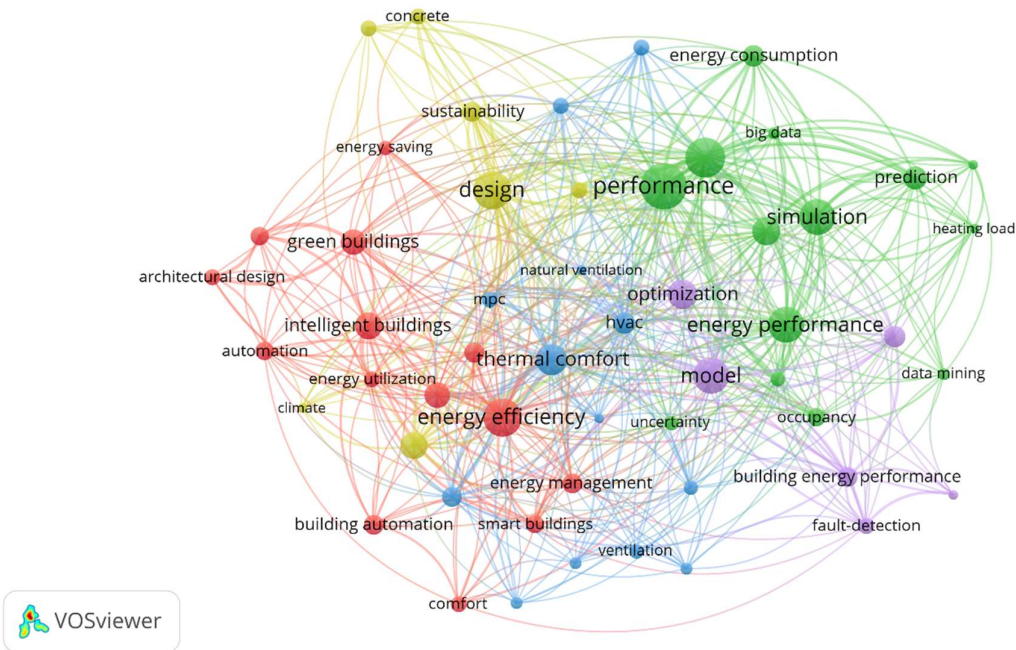 concrete
energy consumption
sustainability
big data
energy saving
prediction
design
performance
simulation
heating load
green buildings
architectural design
natural ventilation
optimization
mpc
hvac
intelligent buildings
energy performance
automation
thermal comfort
energy utilization
model
data mining
climate
energy efficiency
uncertainty
occupancy
energy management
building energy performance
building automation
smart buildings
fault-detection
ventilation
comfort
VOSviewer